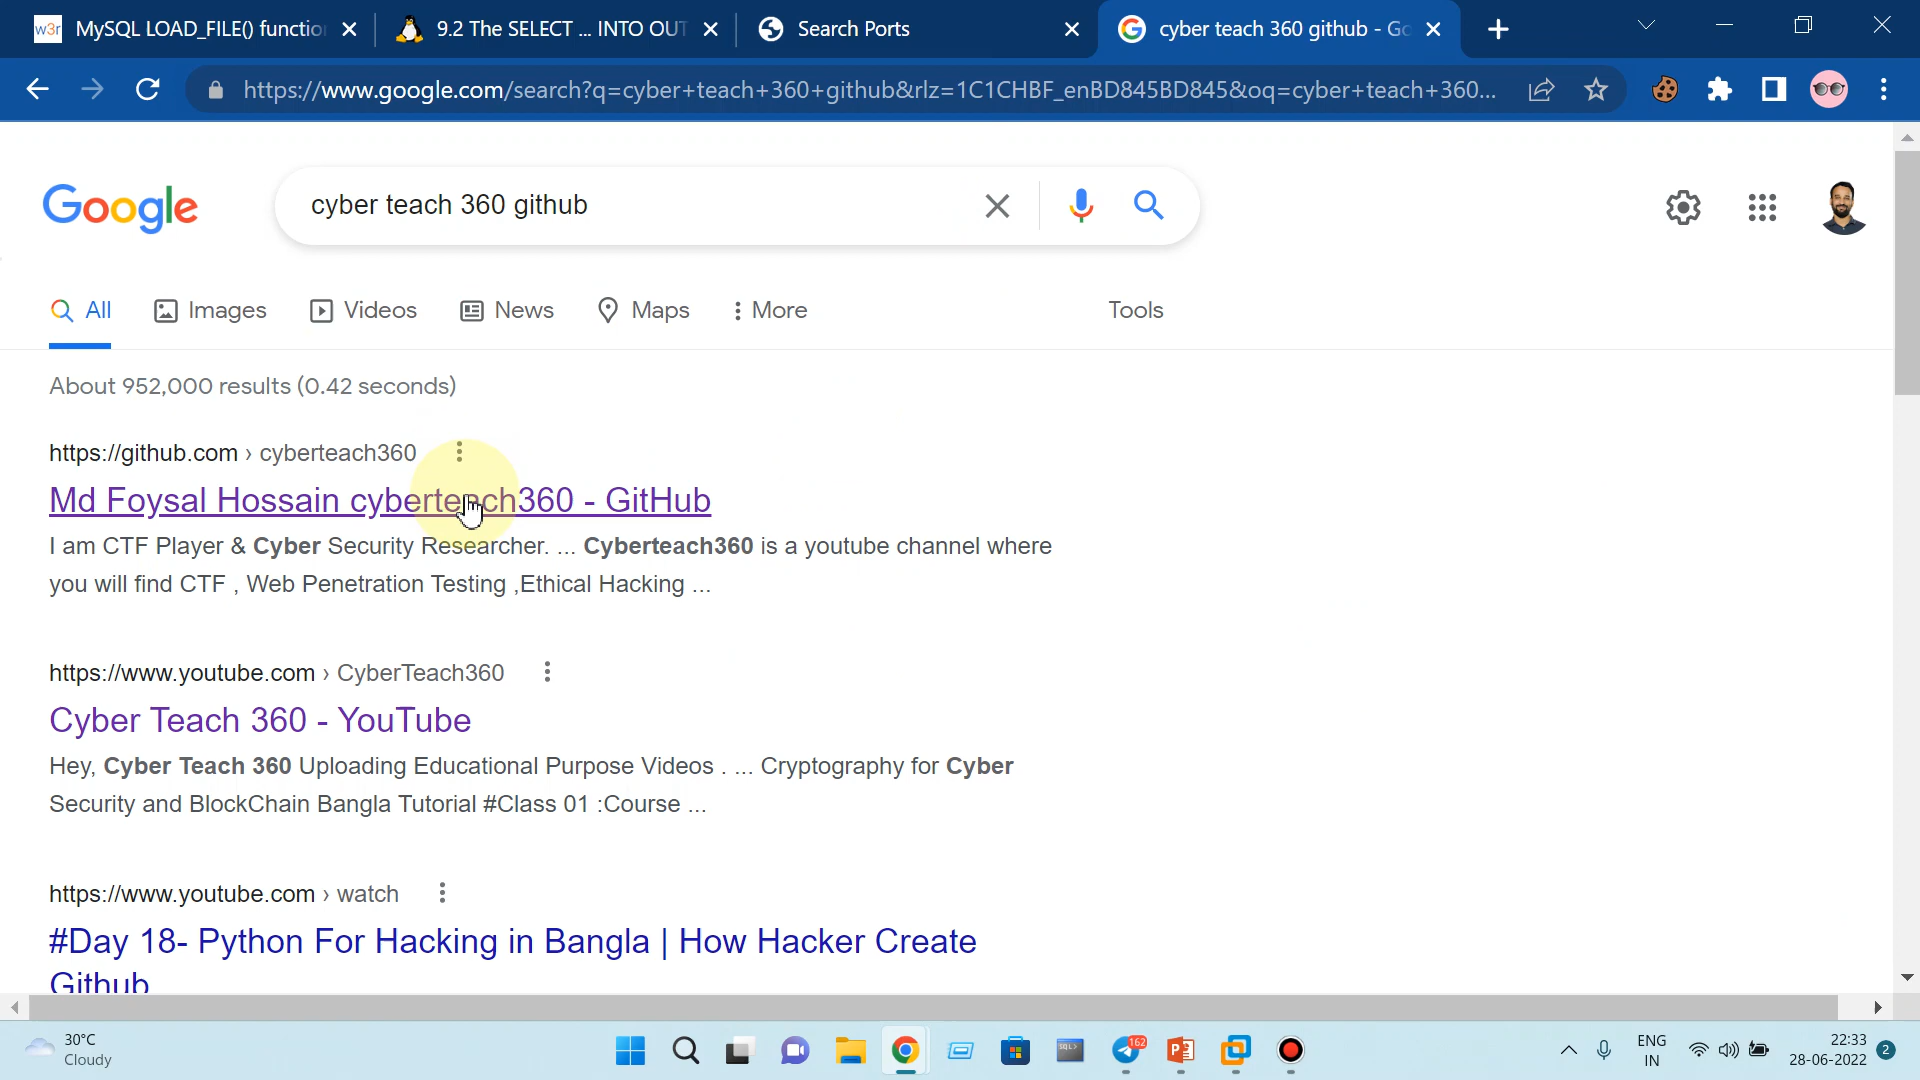 w3r MySQL LOAD_FILE() functio
9.2 The SELECT ... INTO OUT
Search Ports
cyber teach 360 github - Go
https://www.google.com/search?q=cyber+teach+360+github&rlz=1C1CHBF_enBD845BD845&oq=cyber+teach+360...
Google
cyber teach 360 github
All
Images
Videos
News
Maps
More
Tools
About 952,000 results (0.42 seconds)
https://github.com › cyberteach360
Md Foysal Hossain cyberteach360 - GitHub
I am CTF Player & Cyber Security Researcher. ... Cyberteach360 is a youtube channel where
you will find CTF , Web Penetration Testing ,Ethical Hacking ...
https://www.youtube.com › CyberTeach360
Cyber Teach 360 - YouTube
Hey, Cyber Teach 360 Uploading Educational Purpose Videos . ... Cryptography for Cyber
Security and BlockChain Bangla Tutorial #Class 01 :Course ...
https://www.youtube.com › watch
#Day 18- Python For Hacking in Bangla | How Hacker Create
Github
30°C
Cloudy
SQL>
162
P
ENG
IN
22:33
28-06-2022
2